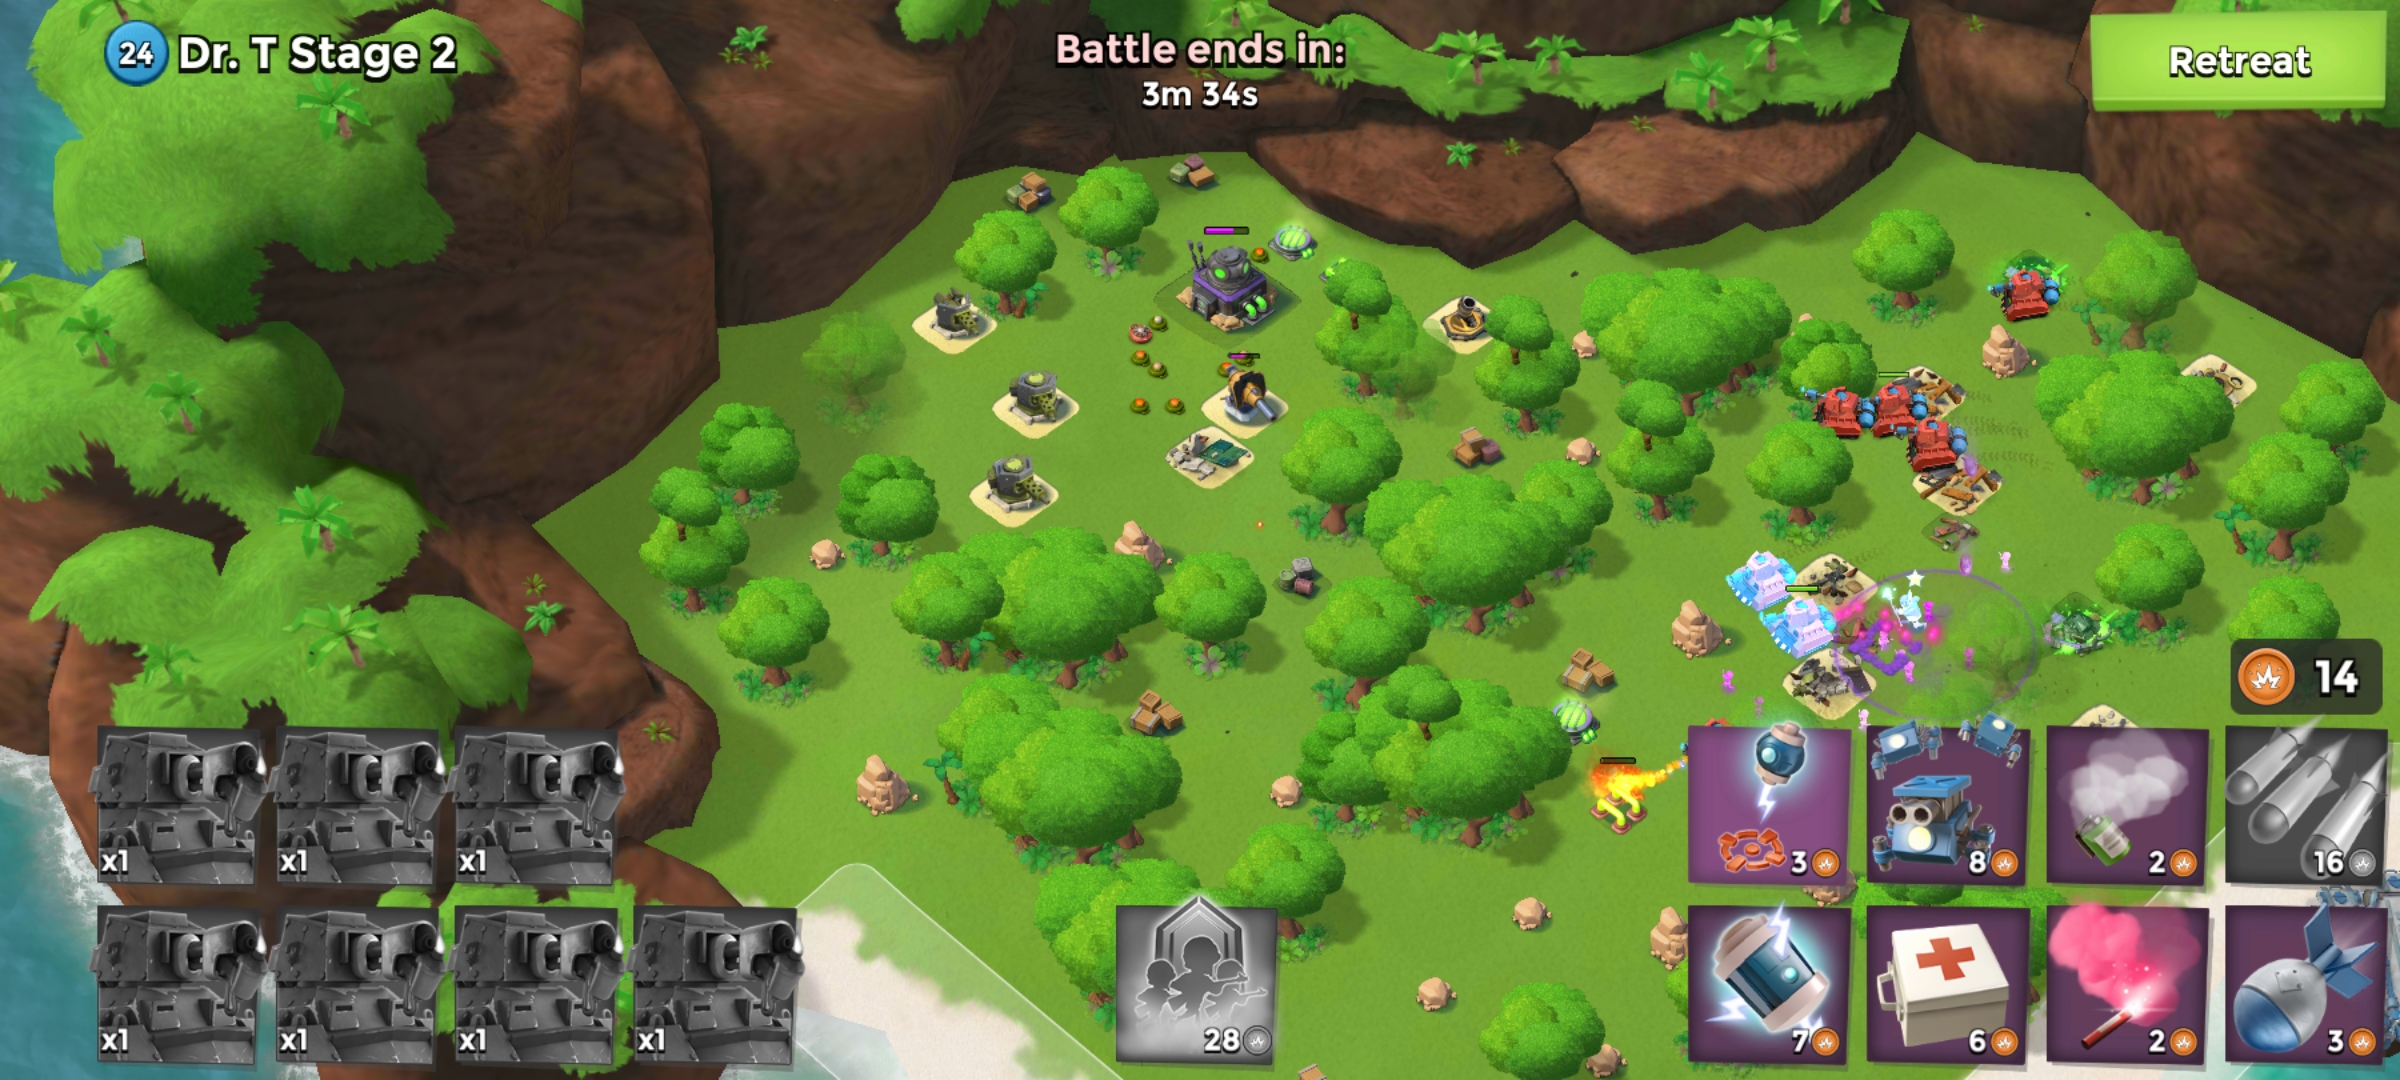 24 Dr. T Stage 2
Battle ends in:
3m 34s
Retreat
14
x1 x1 x1
3 8 2 16
x1 x1 x1 x1
28
7 6 2 3